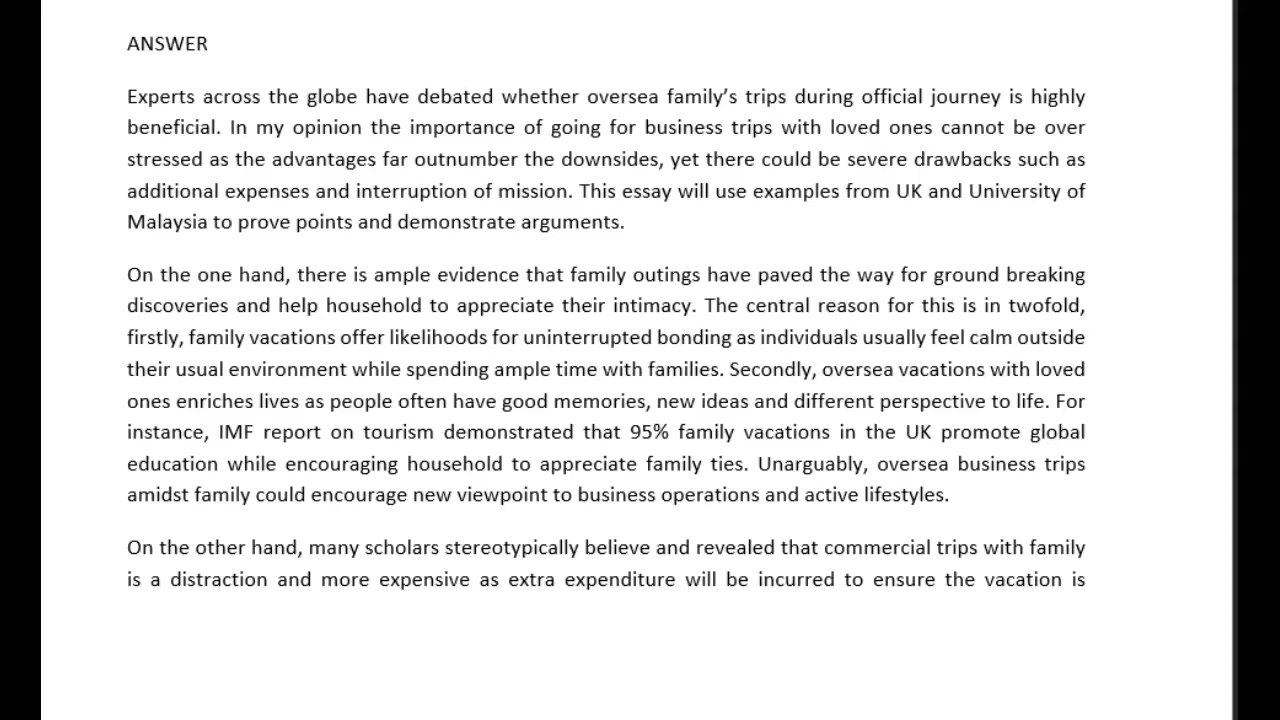 ANSWER
Experts across the globe have debated whether oversea family’s trips during official journey is highly
beneficial. In my opinion the importance of going for business trips with loved ones cannot be over
stressed as the advantages far outnumber the downsides, yet there could be severe drawbacks such as
additional expenses and interruption of mission. This essay will use examples from UK and University of
Malaysia to prove points and demonstrate arguments.
On the one hand, there is ample evidence that family outings have paved the way for ground breaking
discoveries and help household to appreciate their intimacy. The central reason for this is in twofold,
firstly, family vacations offer likelihoods for uninterrupted bonding as individuals usually feel calm outside
their usual environment while spending ample time with families. Secondly, oversea vacations with loved
ones enriches lives as people often have good memories, new ideas and different perspective to life. For
instance, IMF report on tourism demonstrated that 95% family vacations in the UK promote global
education while encouraging household to appreciate family ties. Unarguably, oversea business trips
amidst family could encourage new viewpoint to business operations and active lifestyles.
On the other hand, many scholars stereotypically believe and revealed that commercial trips with family
is a distraction and more expensive as extra expenditure will be incurred to ensure the vacation is